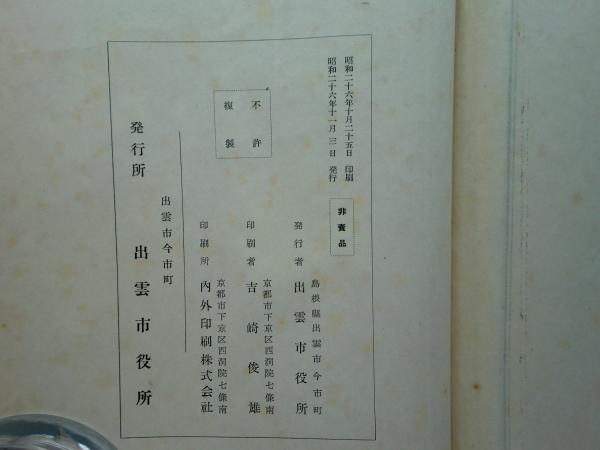 昭和二十六年十月二十五日 印刷
昭和二十六年十一月三日 発行
非賣品
不許
複製
島根縣出雲市今市町
発行者 出雲市役所
京都市下京区西洞院七條南
印刷者 吉崎俊雄
京都市下京区西洞院七條南
印刷所 内外印刷株式会社
出雲市今市町
発行所 出雲市役所